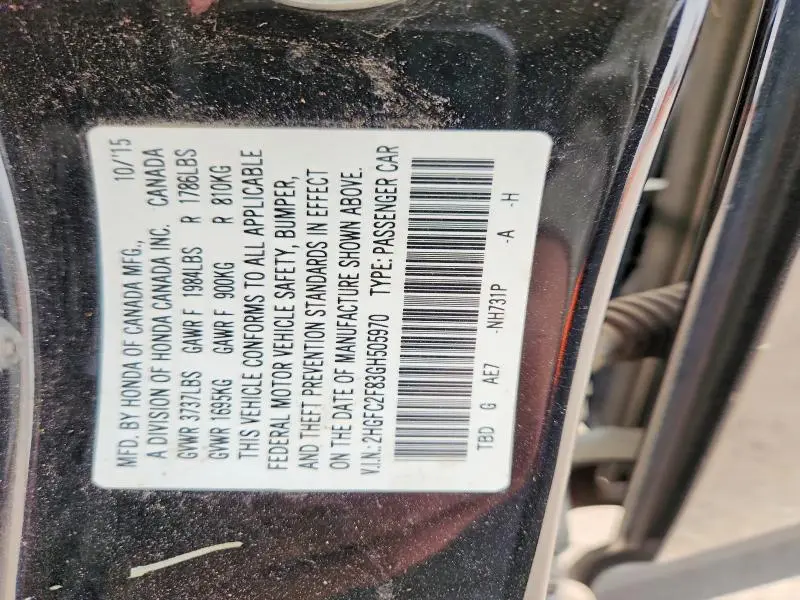 MFD. BY HONDA OF CANADA MFG., 10/'15
A DIVISION OF HONDA CANADA INC. CANADA
GVWR 3737LBS GAWR F 1984LBS R 1786LBS
GVWR 1695KG GAWR F 900KG R 810KG
THIS VEHICLE CONFORMS TO ALL APPLICABLE
FEDERAL MOTOR VEHICLE SAFETY, BUMPER,
AND THEFT PREVENTION STANDARDS IN EFFECT
ON THE DATE OF MANUFACTURE SHOWN ABOVE.
V.I.N.: 2HGFC2F83GH505970 TYPE: PASSENGER CAR
TBD G AE7 -NH731P -A -H